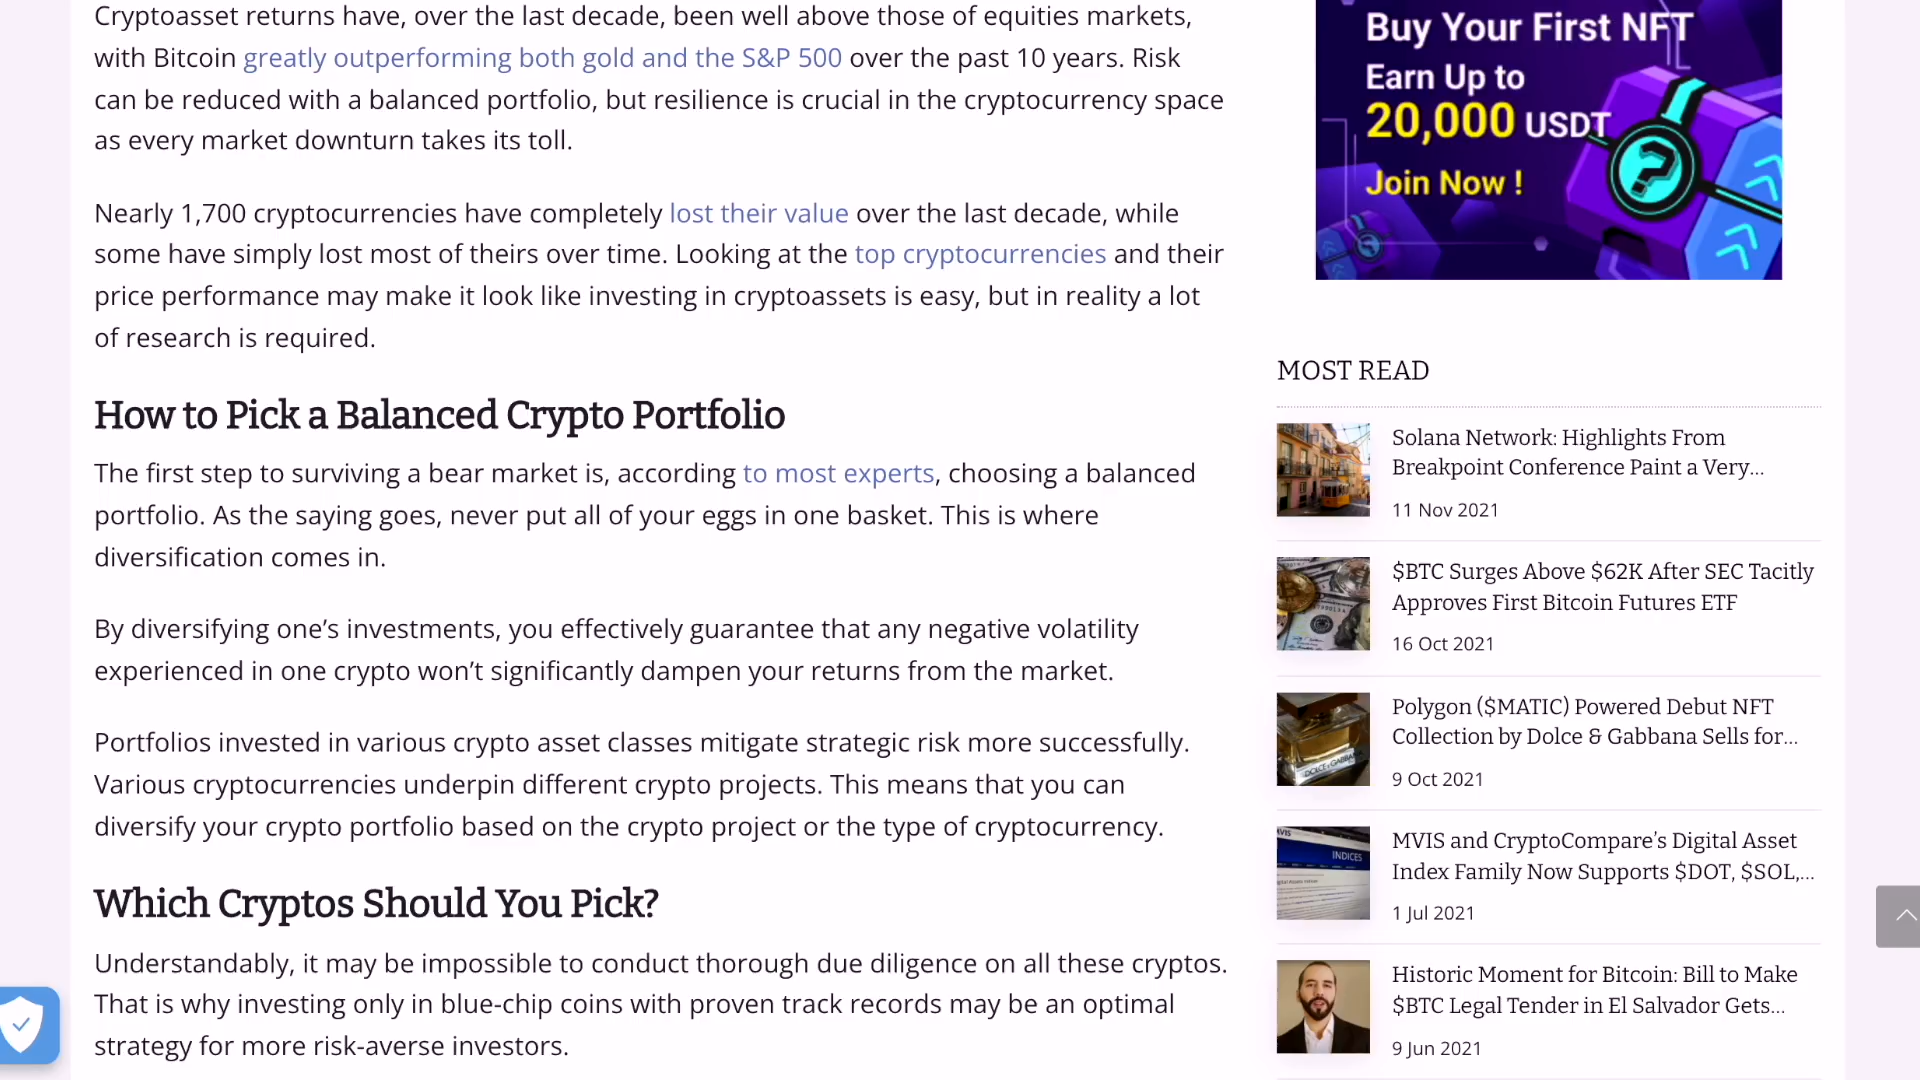 Cryptoasset returns have, over the last decade, been well above those of equities markets,
with Bitcoin greatly outperforming both gold and the S&P 500 over the past 10 years. Risk
can be reduced with a balanced portfolio, but resilience is crucial in the cryptocurrency space
as every market downturn takes its toll.
Nearly 1,700 cryptocurrencies have completely lost their value over the last decade, while
some have simply lost most of theirs over time. Looking at the top cryptocurrencies and their
price performance may make it look like investing in cryptoassets is easy, but in reality a lot
of research is required.
How to Pick a Balanced Crypto Portfolio
The first step to surviving a bear market is, according to most experts, choosing a balanced
portfolio. As the saying goes, never put all of your eggs in one basket. This is where
diversification comes in.
By diversifying one’s investments, you effectively guarantee that any negative volatility
experienced in one crypto won’t significantly dampen your returns from the market.
Portfolios invested in various crypto asset classes mitigate strategic risk more successfully.
Various cryptocurrencies underpin different crypto projects. This means that you can
diversify your crypto portfolio based on the crypto project or the type of cryptocurrency.
Which Cryptos Should You Pick?
Understandably, it may be impossible to conduct thorough due diligence on all these cryptos.
That is why investing only in blue-chip coins with proven track records may be an optimal
strategy for more risk-averse investors.
Buy Your First NFT
Earn Up to
20,000 USDT
Join Now !
?
MOST READ
Solana Network: Highlights From
Breakpoint Conference Paint a Very...
11 Nov 2021
$BTC Surges Above $62K After SEC Tacitly
Approves First Bitcoin Futures ETF
16 Oct 2021
DOLCE & GABBANA
Polygon ($MATIC) Powered Debut NFT
Collection by Dolce & Gabbana Sells for...
9 Oct 2021
MVIS
INDICES
MVIS and CryptoCompare’s Digital Asset
Index Family Now Supports $DOT, $SOL,...
1 Jul 2021
Historic Moment for Bitcoin: Bill to Make
$BTC Legal Tender in El Salvador Gets...
9 Jun 2021